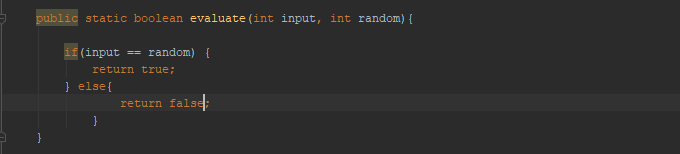 public static boolean evaluate(int input, int random){
if(input == random) {
return true;
} else{
return false;
}
}